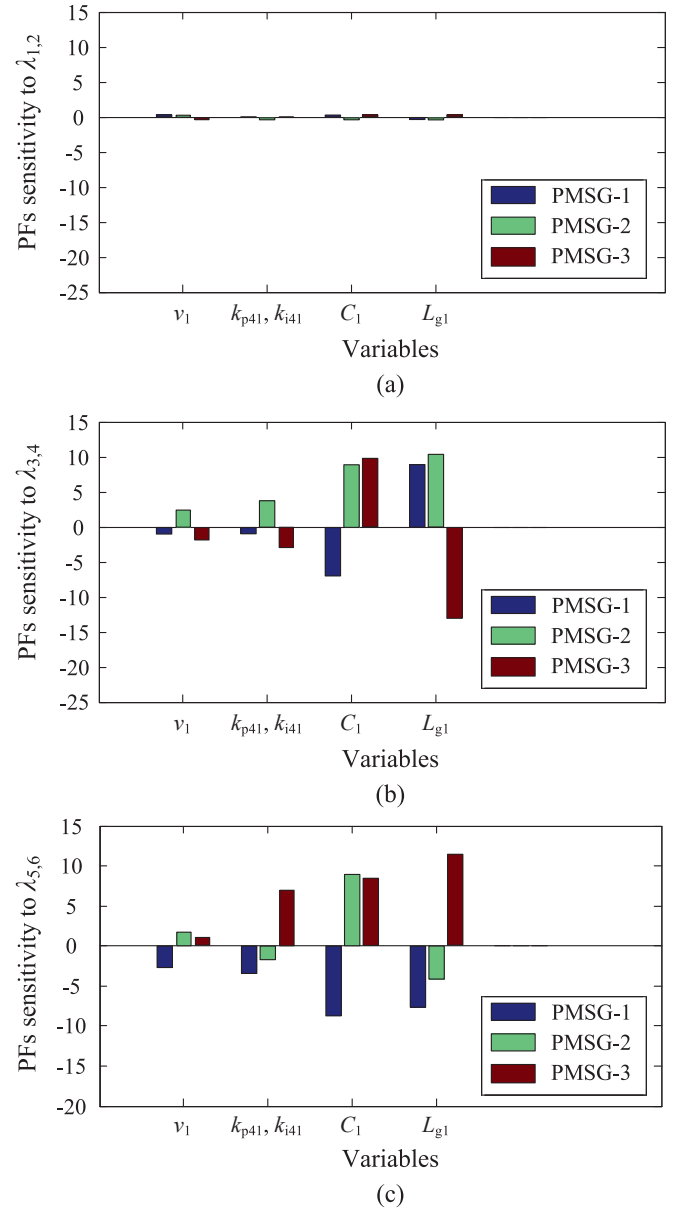 PFs sensitivity to λ1,2
15
10
5
0
-5
-10
-15
-20
-25
PMSG-1
PMSG-2
PMSG-3
v1
kp41, ki41
C1
Lg1
Variables
(a)
PFs sensitivity to λ3,4
15
10
5
0
-5
-10
-15
-20
-25
PMSG-1
PMSG-2
PMSG-3
v1
kp41, ki41
C1
Lg1
Variables
(b)
PFs sensitivity to λ5,6
15
10
5
0
-5
-10
-15
-20
PMSG-1
PMSG-2
PMSG-3
v1
kp41, ki41
C1
Lg1
Variables
(c)